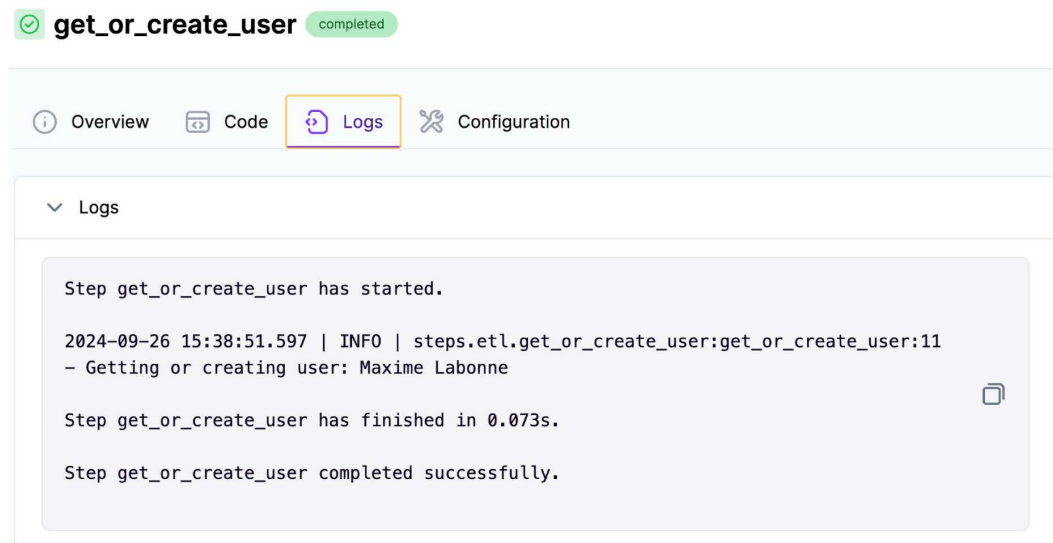 get_or_create_user completed
Overview Code Logs Configuration
Logs
Step get_or_create_user has started.
2024-09-26 15:38:51.597 | INFO | steps.etl.get_or_create_user:get_or_create_user:11
- Getting or creating user: Maxime Labonne
Step get_or_create_user has finished in 0.073s.
Step get_or_create_user completed successfully.